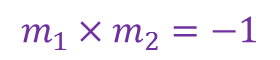 m₁ × m₂ = −1